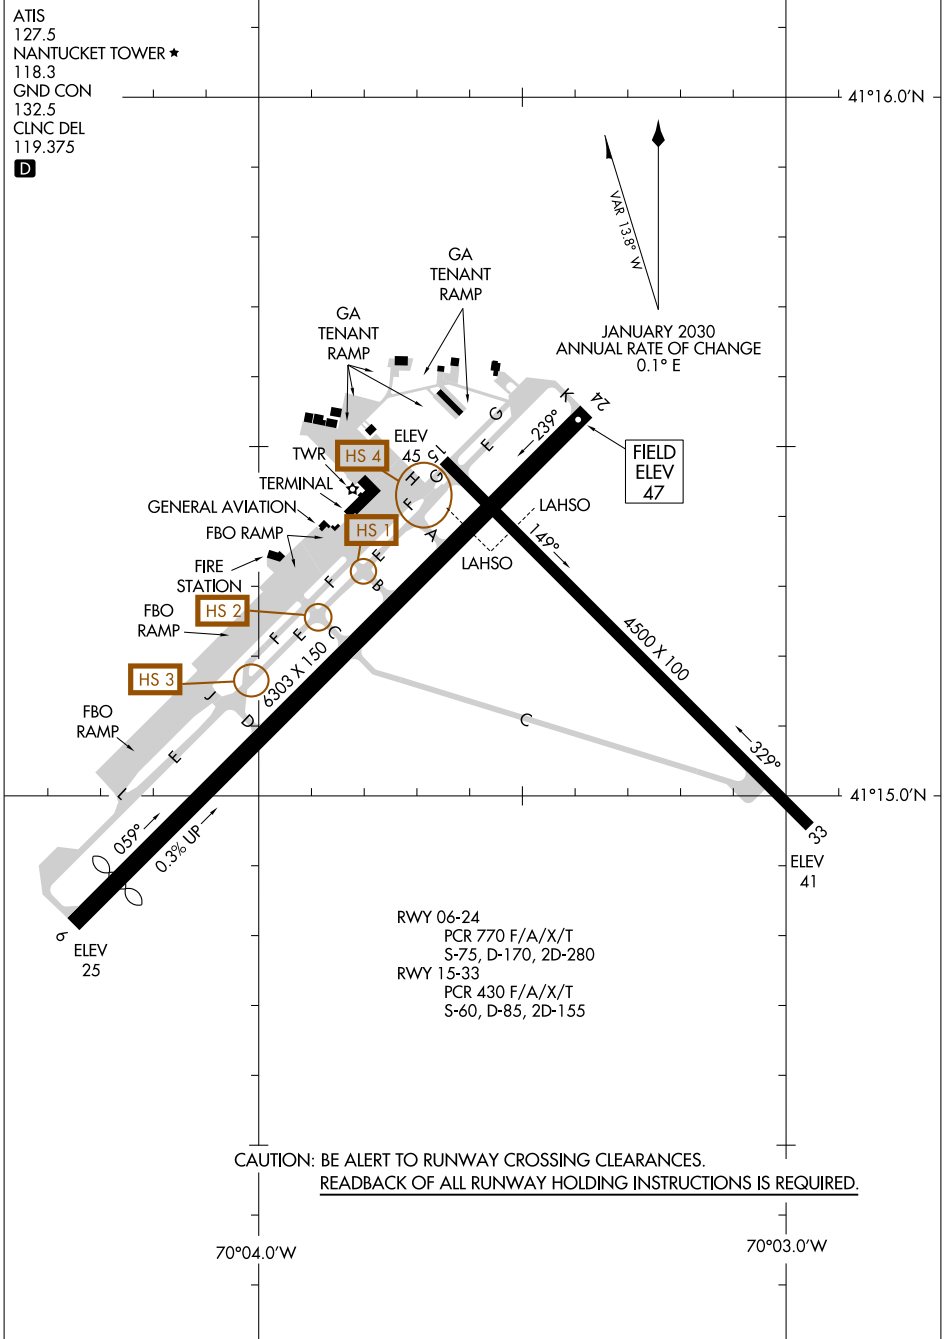 ATIS
127.5
NANTUCKET TOWER ★
118.3
GND CON
132.5
CLNC DEL
119.375
D
41°16.0'N
VAR 13.8° W
JANUARY 2030
ANNUAL RATE OF CHANGE
0.1° E
GA
TENANT
RAMP
GA
TENANT
RAMP
K
24
G
E
239°
FIELD
ELEV
47
ELEV
45
15
HS 4
TWR
H
G
F
TERMINAL
GENERAL AVIATION
LAHSO
HS 1
A
149°
FBO RAMP
LAHSO
E
FIRE
STATION
F
B
HS 2
FBO
RAMP
F
E
C
4500 X 100
6303 X 150
HS 3
J
D
FBO
RAMP
C
E
329°
L
41°15.0'N
059°
0.3% UP
33
ELEV
41
6
ELEV
25
RWY 06-24
PCR 770 F/A/X/T
S-75, D-170, 2D-280
RWY 15-33
PCR 430 F/A/X/T
S-60, D-85, 2D-155
CAUTION: BE ALERT TO RUNWAY CROSSING CLEARANCES.
READBACK OF ALL RUNWAY HOLDING INSTRUCTIONS IS REQUIRED.
70°04.0'W
70°03.0'W